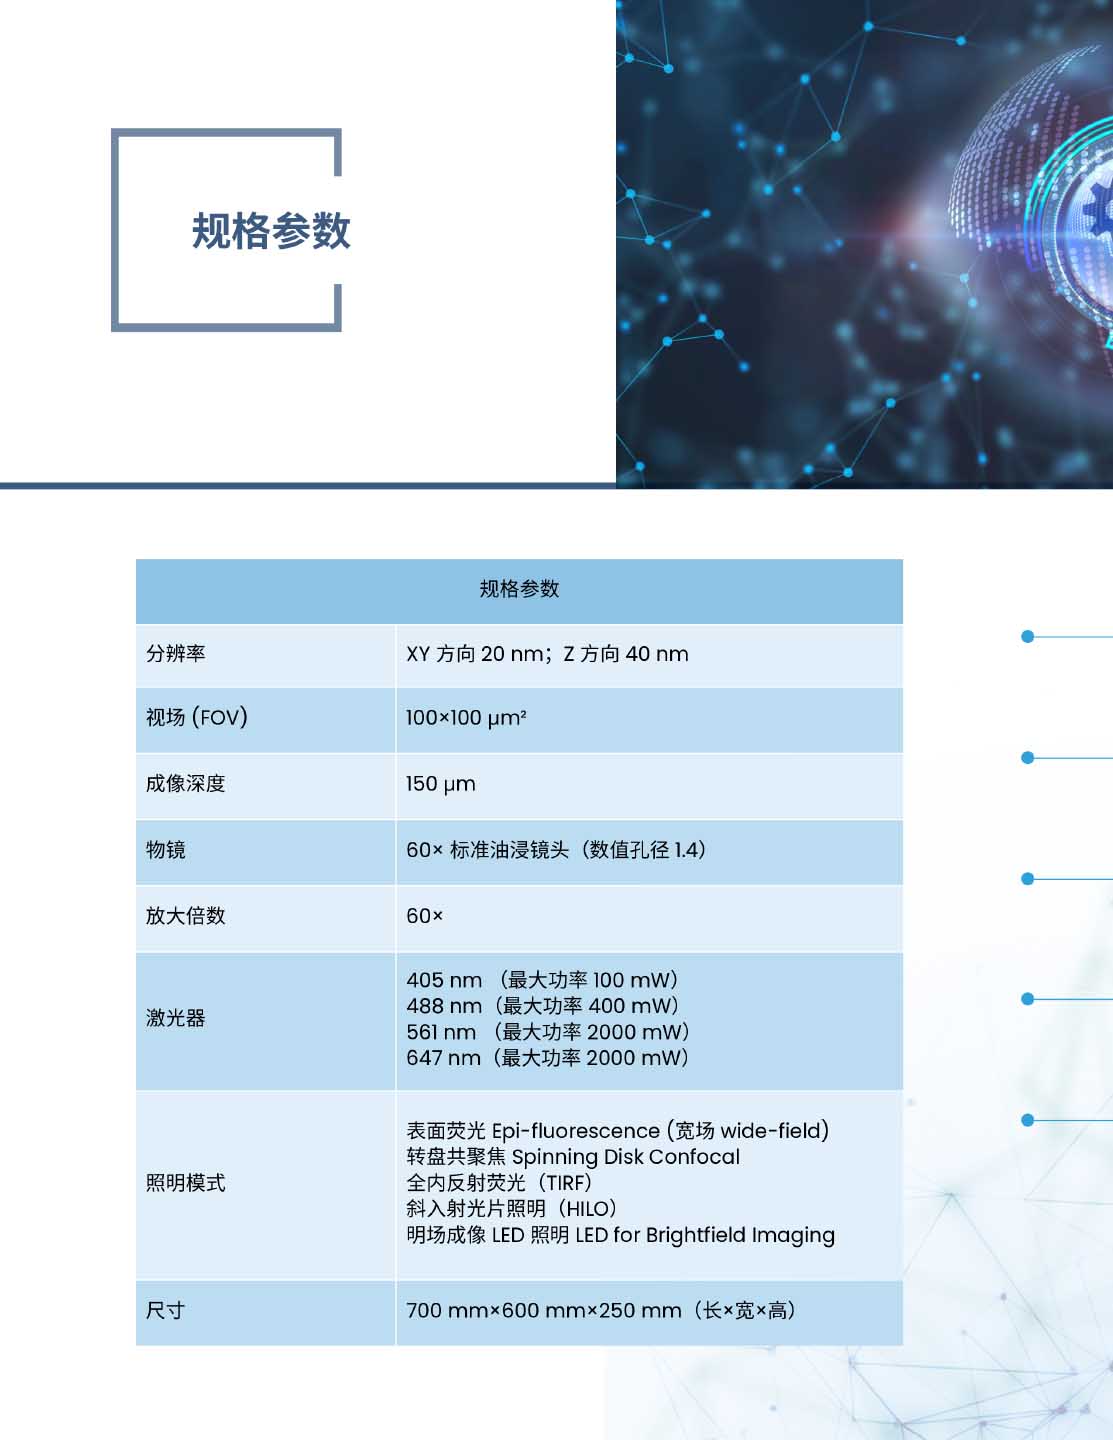 规格参数
规格参数
分辨率
XY 方向 20 nm；Z 方向 40 nm
视场 (FOV)
100×100 μm²
成像深度
150 μm
物镜
60× 标准油浸镜头（数值孔径 1.4）
放大倍数
60×
激光器
405 nm （最大功率 100 mW）
488 nm（最大功率 400 mW）
561 nm （最大功率 2000 mW）
647 nm（最大功率 2000 mW）
照明模式
表面荧光 Epi-fluorescence (宽场 wide-field)
转盘共聚焦 Spinning Disk Confocal
全内反射荧光（TIRF）
斜入射光片照明（HILO）
明场成像 LED 照明 LED for Brightfield Imaging
尺寸
700 mm×600 mm×250 mm（长×宽×高）